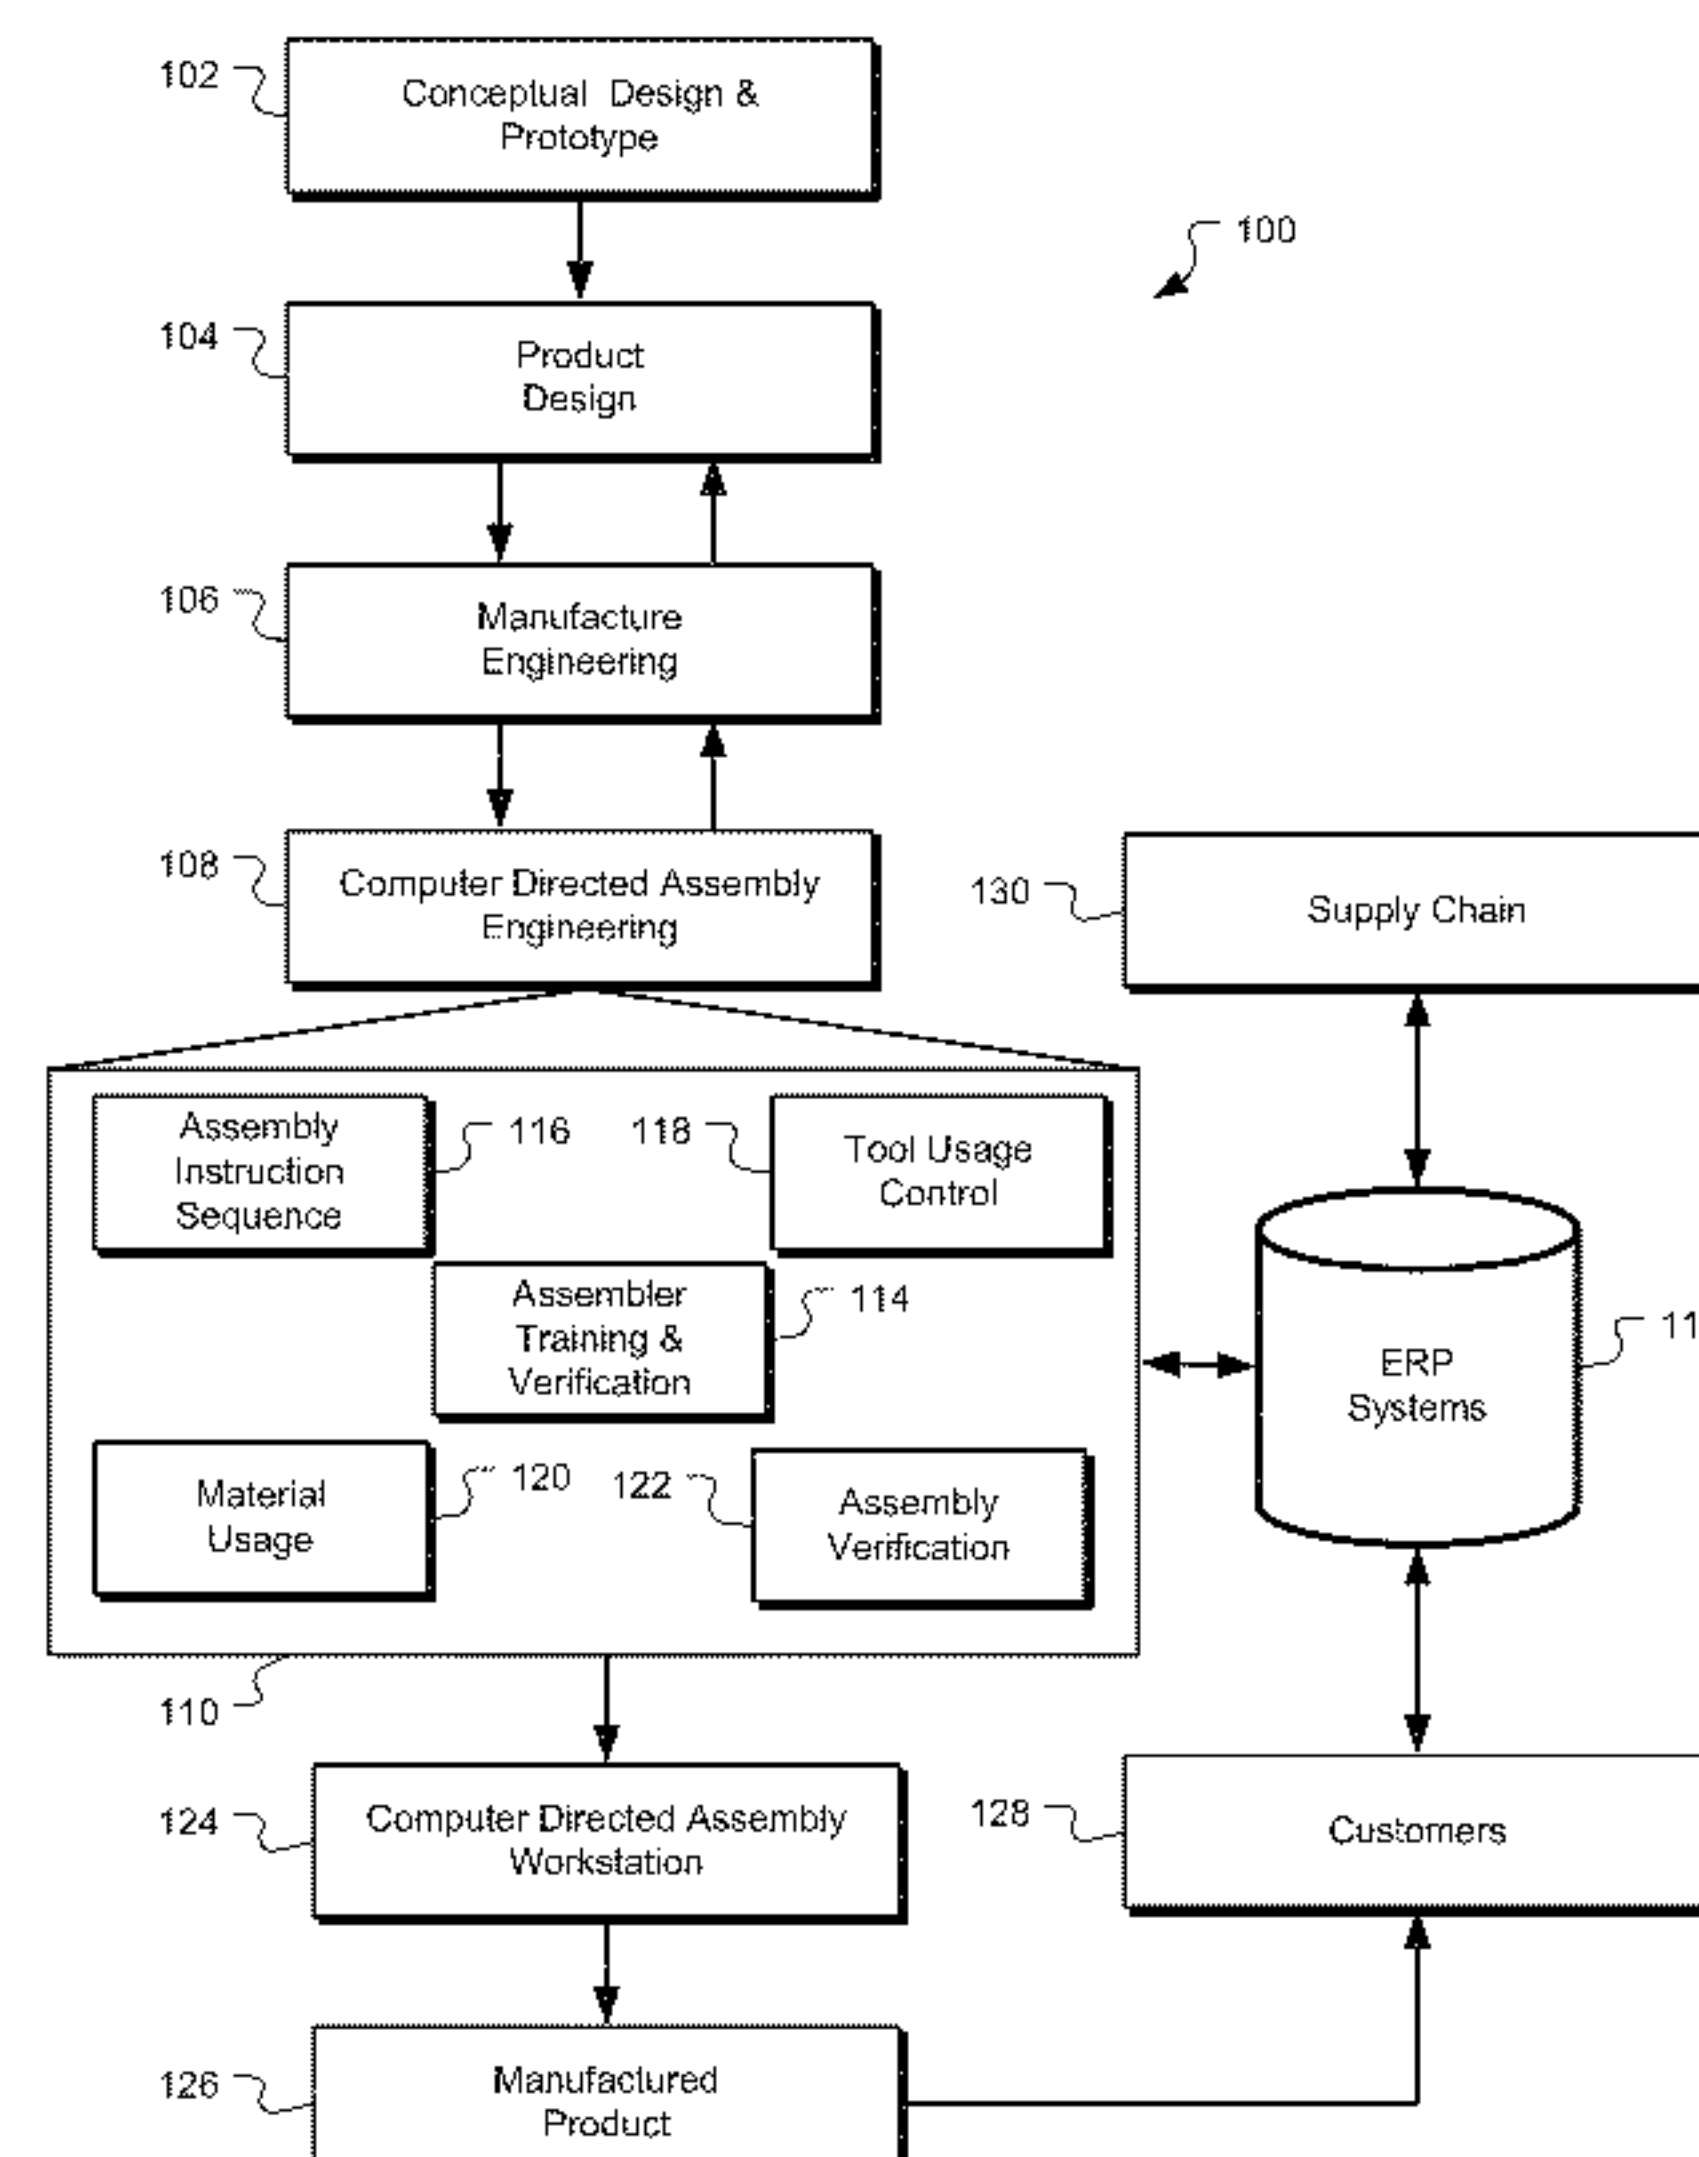 102
Conceptual Design &
Prototype
100
104
Product
Design
106
Manufacture
Engineering
108
Computer Directed Assembly
Engineering
130
Supply Chain
Assembly
Instruction
Sequence
116
118
Tool Usage
Control
Assembler
Training &
Verification
114
ERP
Systems
11
Material
Usage
120
122
Assembly
Verification
110
124
Computer Directed Assembly
Workstation
128
Customers
126
Manufactured
Product